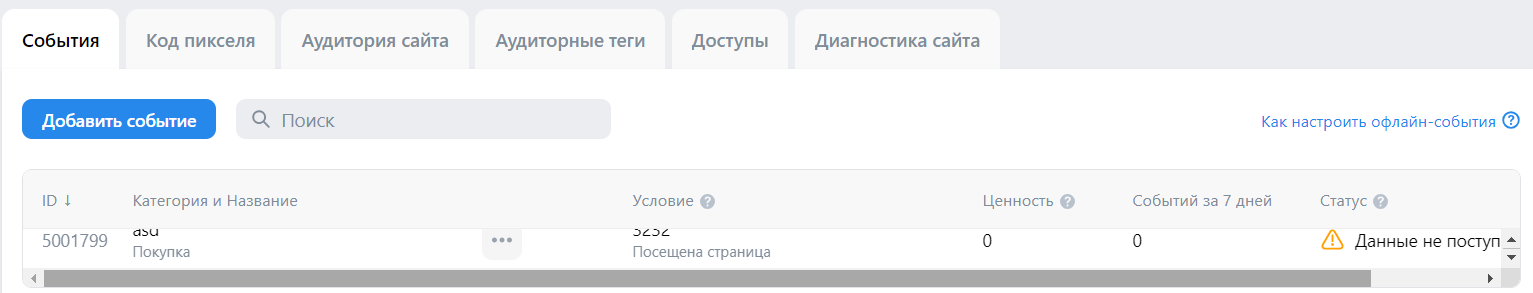 События Код пикселя Аудитория сайта Аудиторные теги Доступы Диагностика сайта
Добавить событие Поиск Как настроить офлайн-события
ID ↓ Категория и Название Условие Ценность Событий за 7 дней Статус
asd 3232
5001799 0 0 Данные не поступ
Покупка Посещена страница